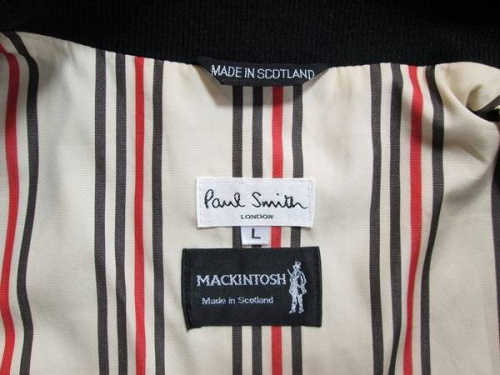 MADE IN SCOTLAND
Paul Smith
LONDON
L
MACKINTOSH
Made in Scotland